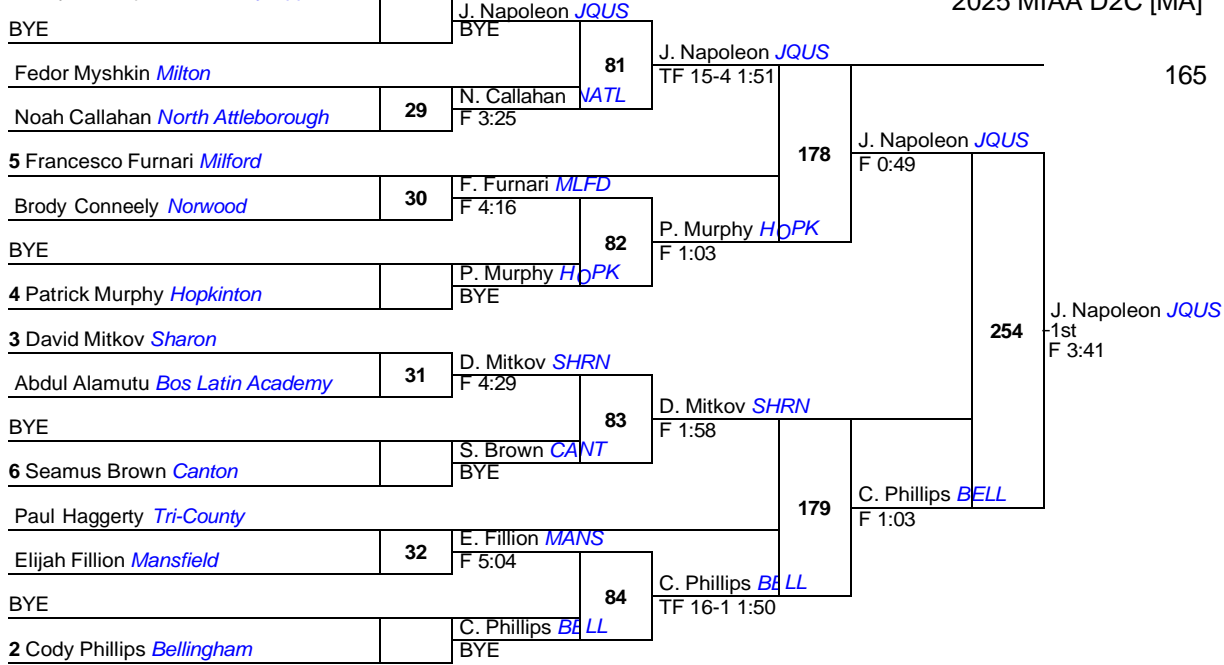 2025 MIAA D2C [MA]
165
BYE
Fedor Myshkin Milton
Noah Callahan North Attleborough
5 Francesco Furnari Milford
Brody Conneely Norwood
BYE
4 Patrick Murphy Hopkinton
3 David Mitkov Sharon
Abdul Alamutu Bos Latin Academy
BYE
6 Seamus Brown Canton
Paul Haggerty Tri-County
Elijah Fillion Mansfield
BYE
2 Cody Phillips Bellingham
29
30
31
32
J. Napoleon JQUS
BYE
N. Callahan NATL
F 3:25
F. Furnari MLFD
F 4:16
P. Murphy HOPK
BYE
D. Mitkov SHRN
F 4:29
S. Brown CANT
BYE
E. Fillion MANS
F 5:04
C. Phillips BELL
BYE
81
82
83
84
J. Napoleon JQUS
TF 15-4 1:51
P. Murphy HOPK
F 1:03
D. Mitkov SHRN
F 1:58
C. Phillips BELL
TF 16-1 1:50
178
179
J. Napoleon JQUS
F 0:49
C. Phillips BELL
F 1:03
254
J. Napoleon JQUS
1st
F 3:41